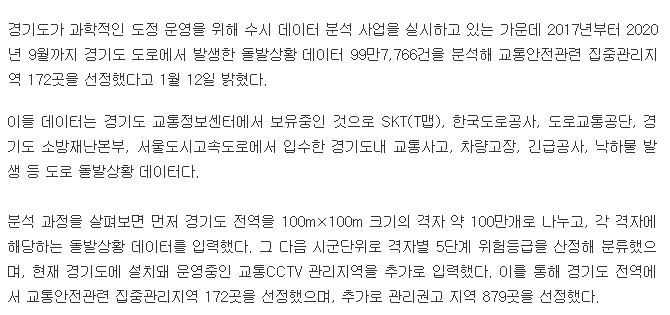 경기도가 과학적인 도정 운영을 위해 수시 데이터 분석 사업을 실시하고 있는 가운데 2017년부터 2020
년 9월까지 경기도 도로에서 발생한 돌발상황 데이터 99만7,766건을 분석해 교통안전관련 집중관리지
역 172곳을 선정했다고 1월 12일 밝혔다.
이들 데이터는 경기도 교통정보센터에서 보유중인 것으로 SKT(T맵), 한국도로공사, 도로교통공단, 경
기도 소방재난본부, 서울도시고속도로에서 입수한 경기도내 교통사고, 차량고장, 긴급공사, 낙하물 발
생 등 도로 돌발상황 데이터다.
분석 과정을 살펴보면 먼저 경기도 전역을 100m×100m 크기의 격자 약 100만개로 나누고, 각 격자에
해당하는 돌발상황 데이터를 입력했다. 그 다음 시군단위로 격자별 5단계 위험등급을 산정해 분류했으
며, 현재 경기도에 설치돼 운영중인 교통CCTV 관리지역을 추가로 입력했다. 이를 통해 경기도 전역에
서 교통안전관련 집중관리지역 172곳을 선정했으며, 추가로 관리권고 지역 879곳을 선정했다.